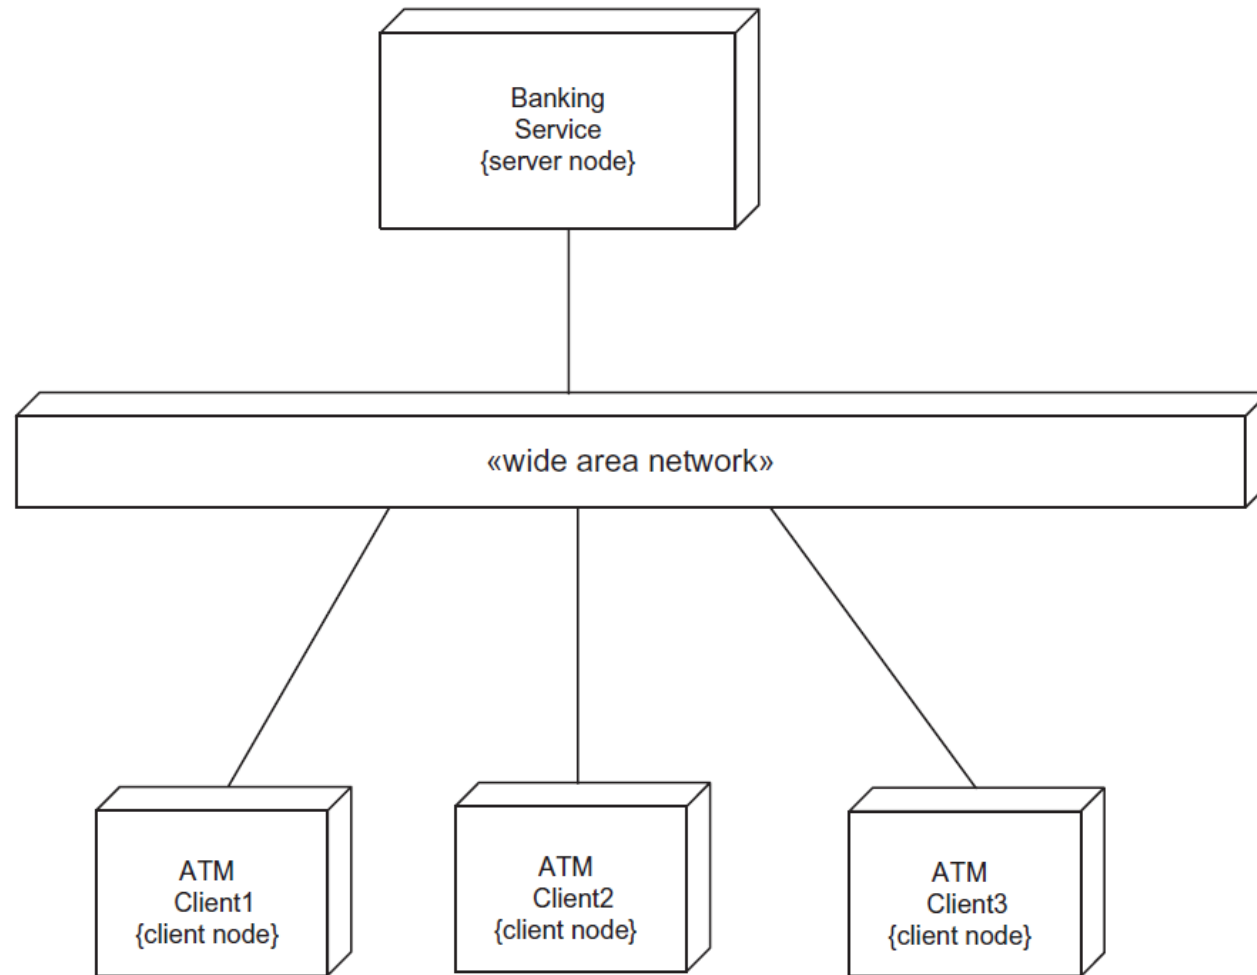 Banking
Service
{server node}
«wide area network»
ATM
Client1
{client node}
ATM
Client2
{client node}
ATM
Client3
{client node}